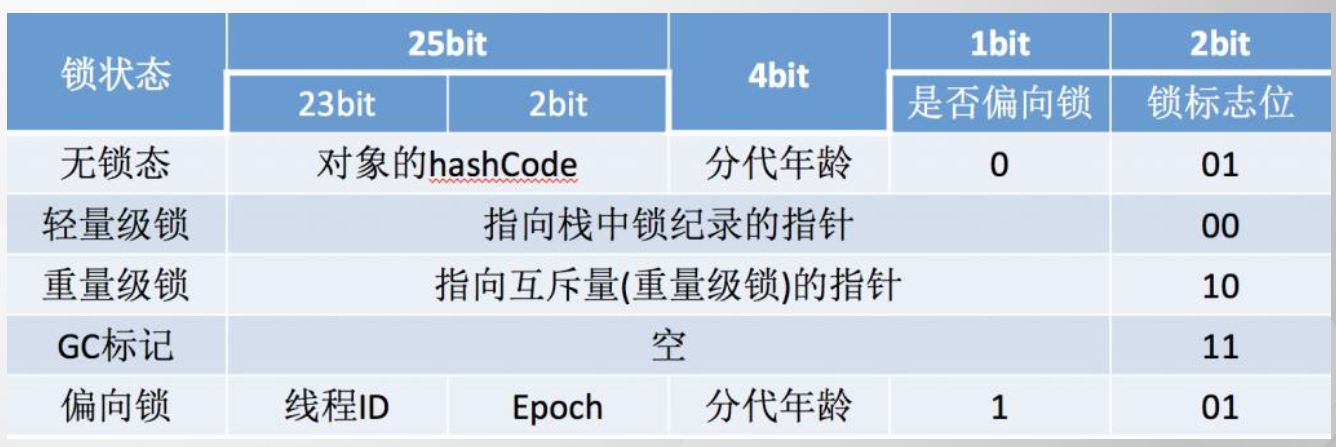 锁状态 25bit 4bit 1bit 2bit
23bit 2bit 是否偏向锁 锁标志位
无锁态 对象的hashCode 分代年龄 0 01
轻量级锁 指向栈中锁纪录的指针 00
重量级锁 指向互斥量(重量级锁)的指针 10
GC标记 空 11
偏向锁 线程ID Epoch 分代年龄 1 01